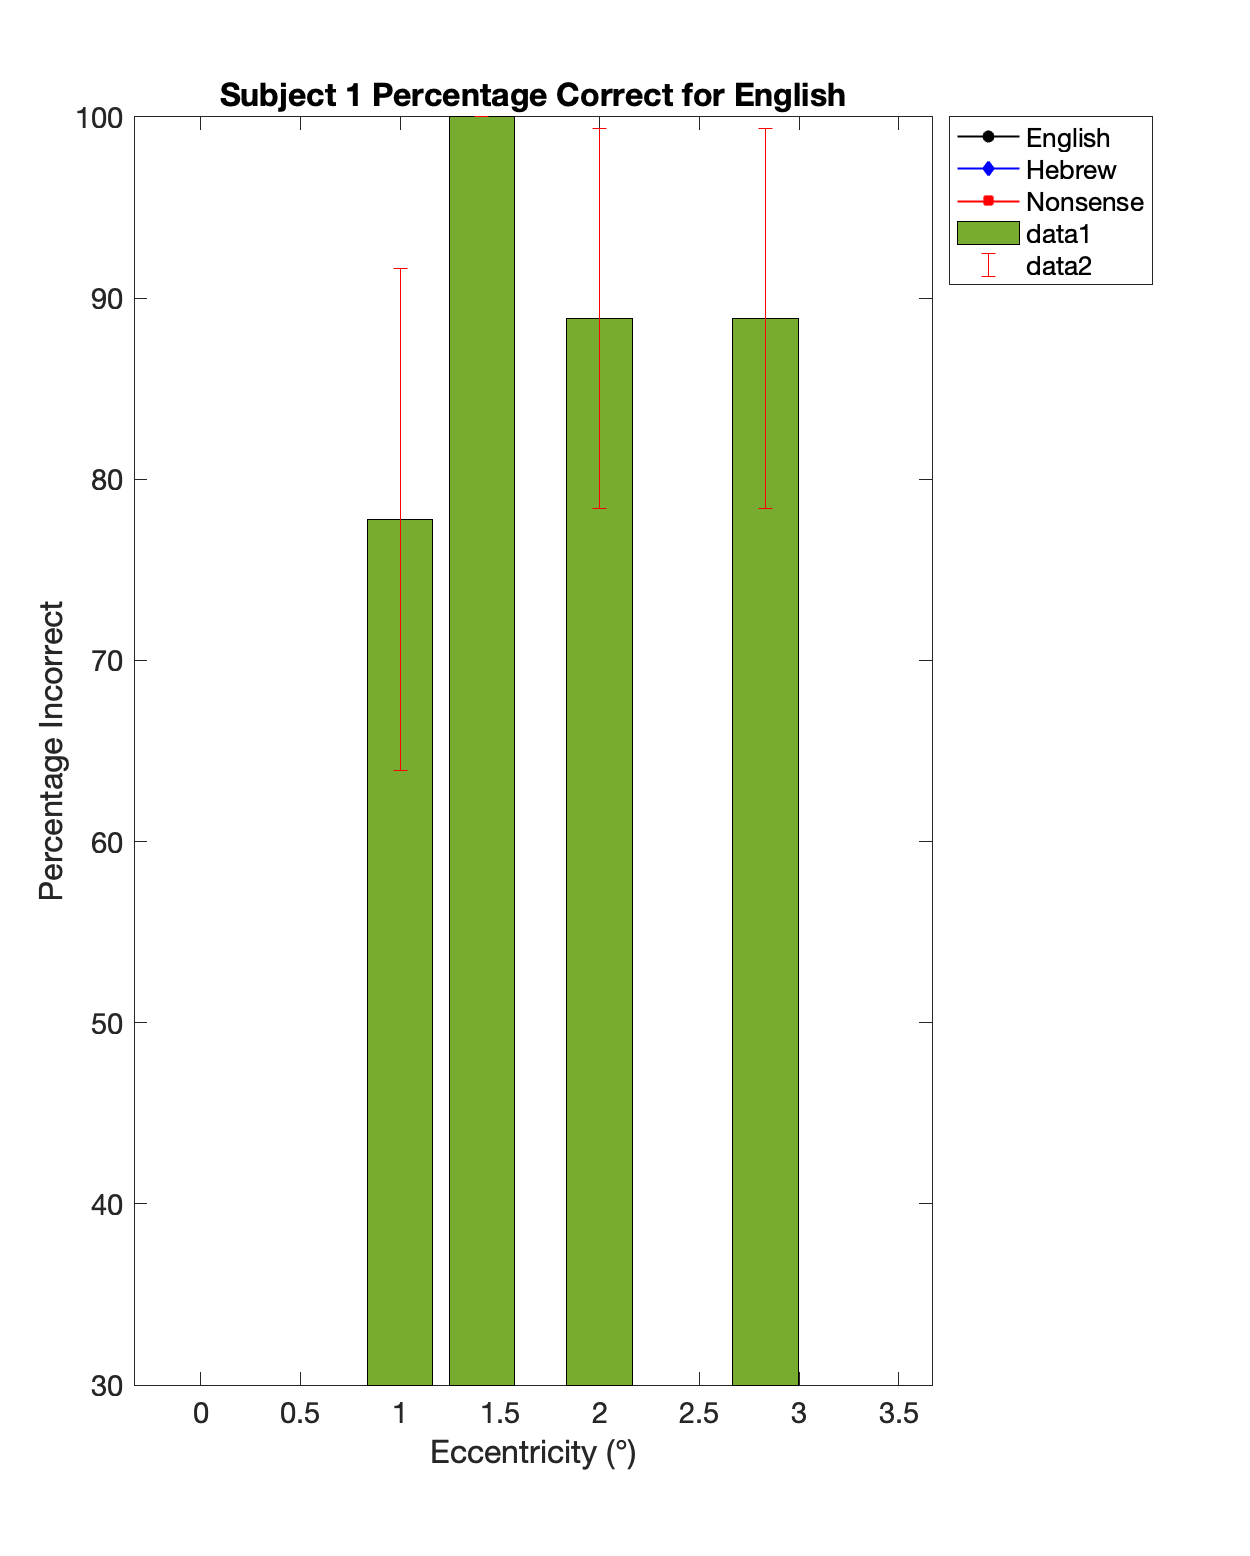 Subject 1 Percentage Correct for English
English
Hebrew
Nonsense
data1
data2
Percentage Incorrect
100
90
80
70
60
50
40
30
0 0.5 1 1.5 2 2.5 3 3.5
Eccentricity (°)